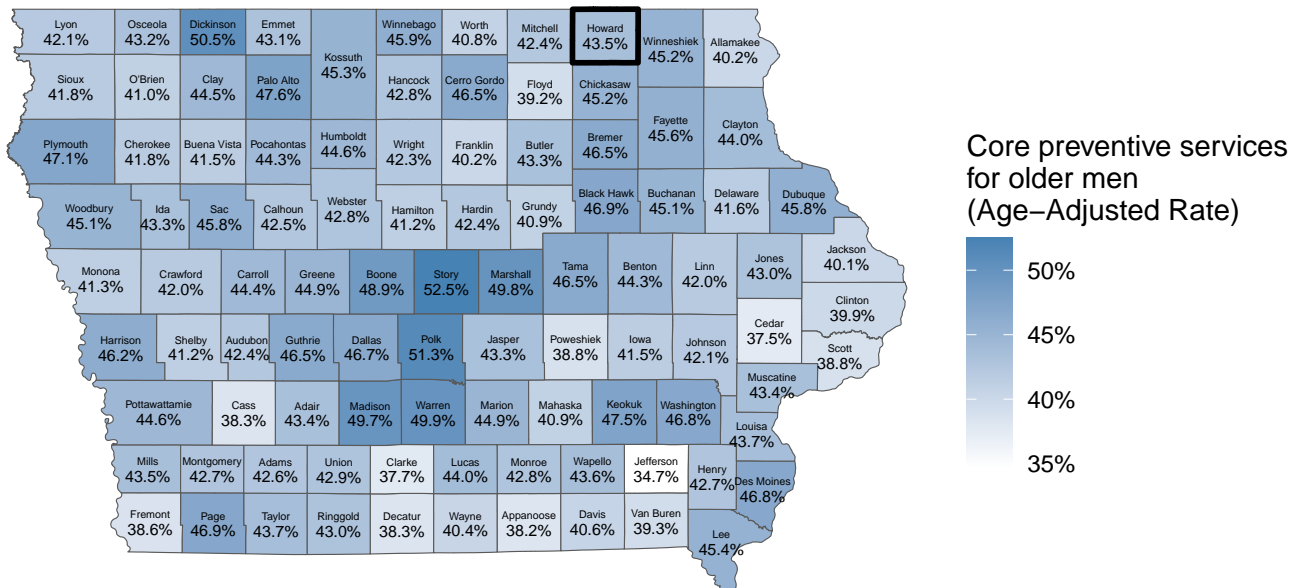 Lyon
42.1%
Osceola
43.2%
Dickinson
50.5%
Emmet
43.1%
Kossuth
45.3%
Winnebago
45.9%
Worth
40.8%
Mitchell
42.4%
Howard
43.5%
Winneshiek
45.2%
Allamakee
40.2%
Sioux
41.8%
O'Brien
41.0%
Clay
44.5%
Palo Alto
47.6%
Hancock
42.8%
Cerro Gordo
46.5%
Floyd
39.2%
Chickasaw
45.2%
Plymouth
47.1%
Cherokee
41.8%
Buena Vista
41.5%
Pocahontas
44.3%
Humboldt
44.6%
Wright
42.3%
Franklin
40.2%
Butler
43.3%
Bremer
46.5%
Fayette
45.6%
Clayton
44.0%
Woodbury
45.1%
Ida
43.3%
Sac
45.8%
Calhoun
42.5%
Webster
42.8%
Hamilton
41.2%
Hardin
42.4%
Grundy
40.9%
Black Hawk
46.9%
Buchanan
45.1%
Delaware
41.6%
Dubuque
45.8%
Monona
41.3%
Crawford
42.0%
Carroll
44.4%
Greene
44.9%
Boone
48.9%
Story
52.5%
Marshall
49.8%
Tama
46.5%
Benton
44.3%
Linn
42.0%
Jones
43.0%
Jackson
40.1%
Clinton
39.9%
Harrison
46.2%
Shelby
41.2%
Audubon
42.4%
Guthrie
46.5%
Dallas
46.7%
Polk
51.3%
Jasper
43.3%
Poweshiek
38.8%
Iowa
41.5%
Johnson
42.1%
Cedar
37.5%
Scott
38.8%
Muscatine
43.4%
Pottawattamie
44.6%
Cass
38.3%
Adair
43.4%
Madison
49.7%
Warren
49.9%
Marion
44.9%
Mahaska
40.9%
Keokuk
47.5%
Washington
46.8%
Louisa
43.7%
Mills
43.5%
Montgomery
42.7%
Adams
42.6%
Union
42.9%
Clarke
37.7%
Lucas
44.0%
Monroe
42.8%
Wapello
43.6%
Jefferson
34.7%
Henry
42.7%
Des Moines
46.8%
Fremont
38.6%
Page
46.9%
Taylor
43.7%
Ringgold
43.0%
Decatur
38.3%
Wayne
40.4%
Appanoose
38.2%
Davis
40.6%
Van Buren
39.3%
Lee
45.4%
Core preventive services
for older men
(Age−Adjusted Rate)
50%
45%
40%
35%